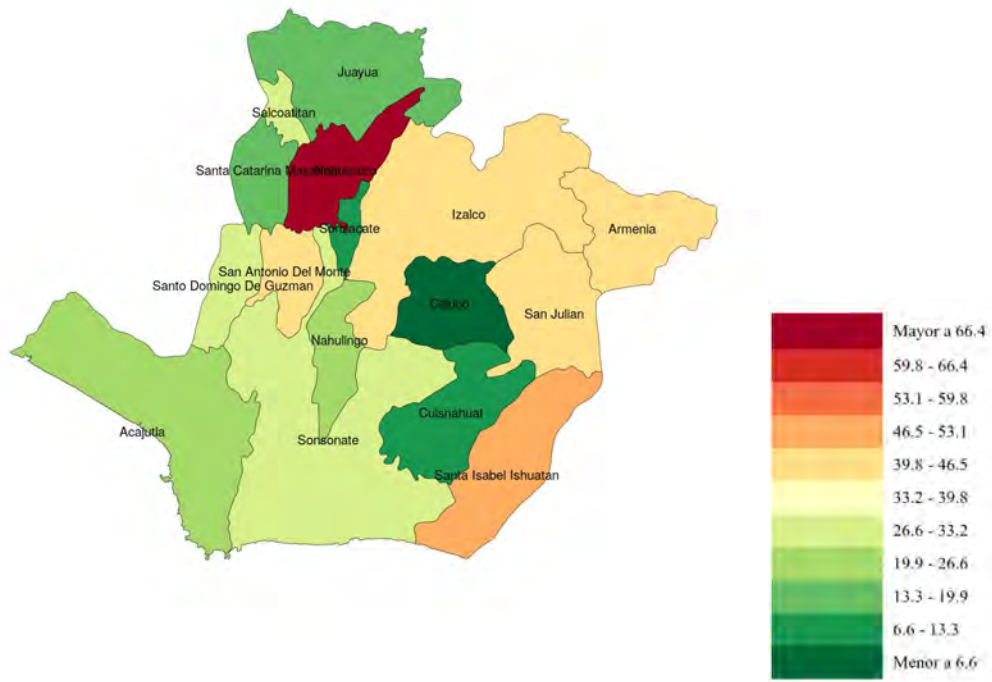 Juayua
Salcoatitan
Santa Catarina
Izalco
Sonzacate
Armenia
San Antonio Del Monte
Santo Domingo De Guzman
Caluco
San Julian
Nahulingo
Cuisnahuat
Acajutla
Sonsonate
Santa Isabel Ishuatan
Mayor a 66.4
59.8 - 66.4
53.1 - 59.8
46.5 - 53.1
39.8 - 46.5
33.2 - 39.8
26.6 - 33.2
19.9 - 26.6
13.3 - 19.9
6.6 - 13.3
Menor a 6.6